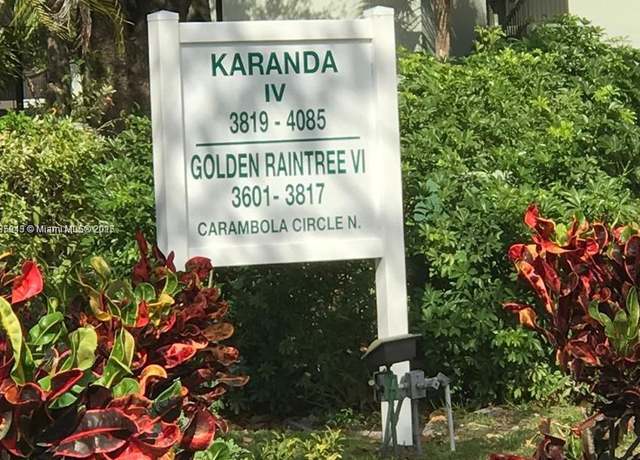 KARANDA
IV
3819 - 4085
GOLDEN RAINTREE VI
3601- 3817
CARAMBOLA CIRCLE N.
© Miami MLS®